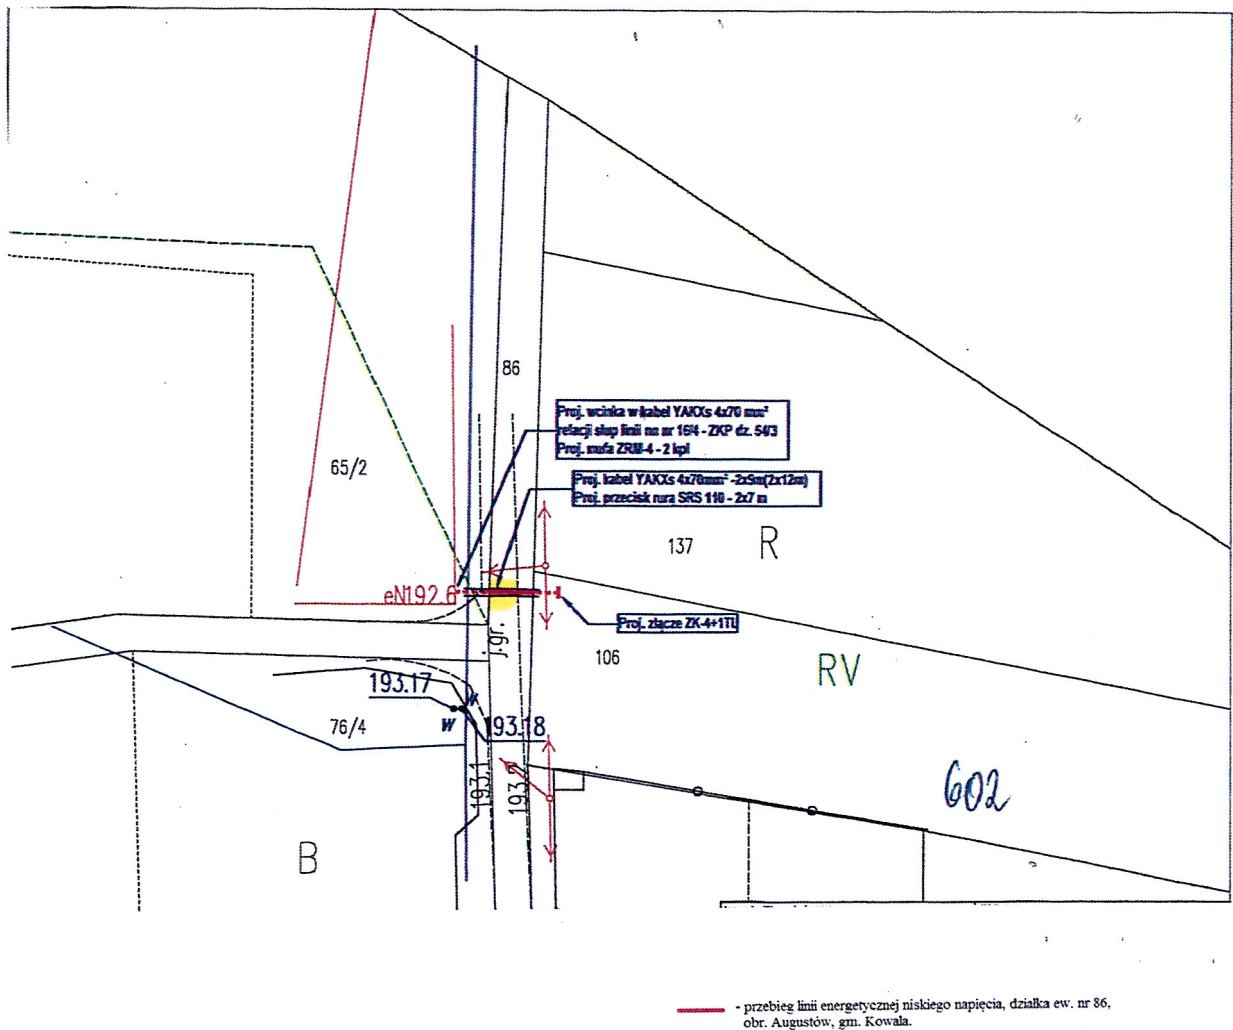 86
Proj. wcinka w kabel YAKXs 4x70 mm²
relacji słup linii nn nr 16/4 - ZKP dz. 54/3
Proj. mufa ZRM-4 - 2 kpl
65/2
Proj. kabel YAKXs 4x70mm² -2x9m(2x12m)
Proj. przecisk rura SRS 110 - 2x7 m
137
R
eN192.6
Proj. złącze ZK-4+1TL
j.gr.
106
RV
193.17
W
76/4
193.18
193.1
602
B
- przebieg linii energetycznej niskiego napięcia, działka ew. nr 86,
obr. Augustów, gm. Kowala.